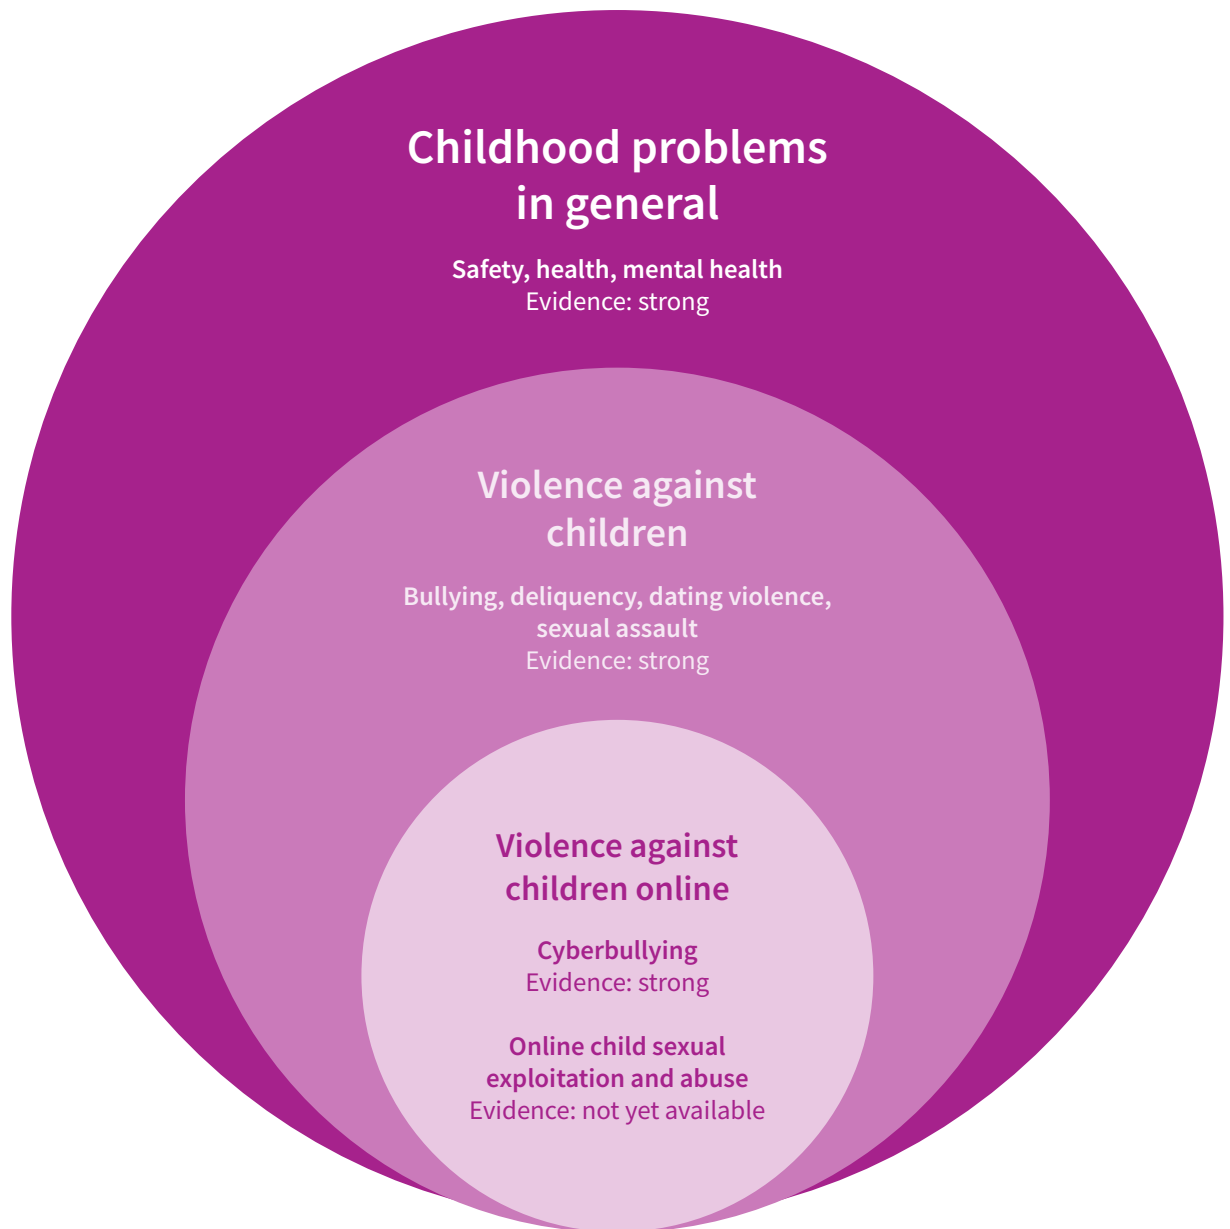 Childhood problems
in general
Safety, health, mental health
Evidence: strong
Violence against
children
Bullying, deliquency, dating violence,
sexual assault
Evidence: strong
Violence against
children online
Cyberbullying
Evidence: strong
Online child sexual
exploitation and abuse
Evidence: not yet available